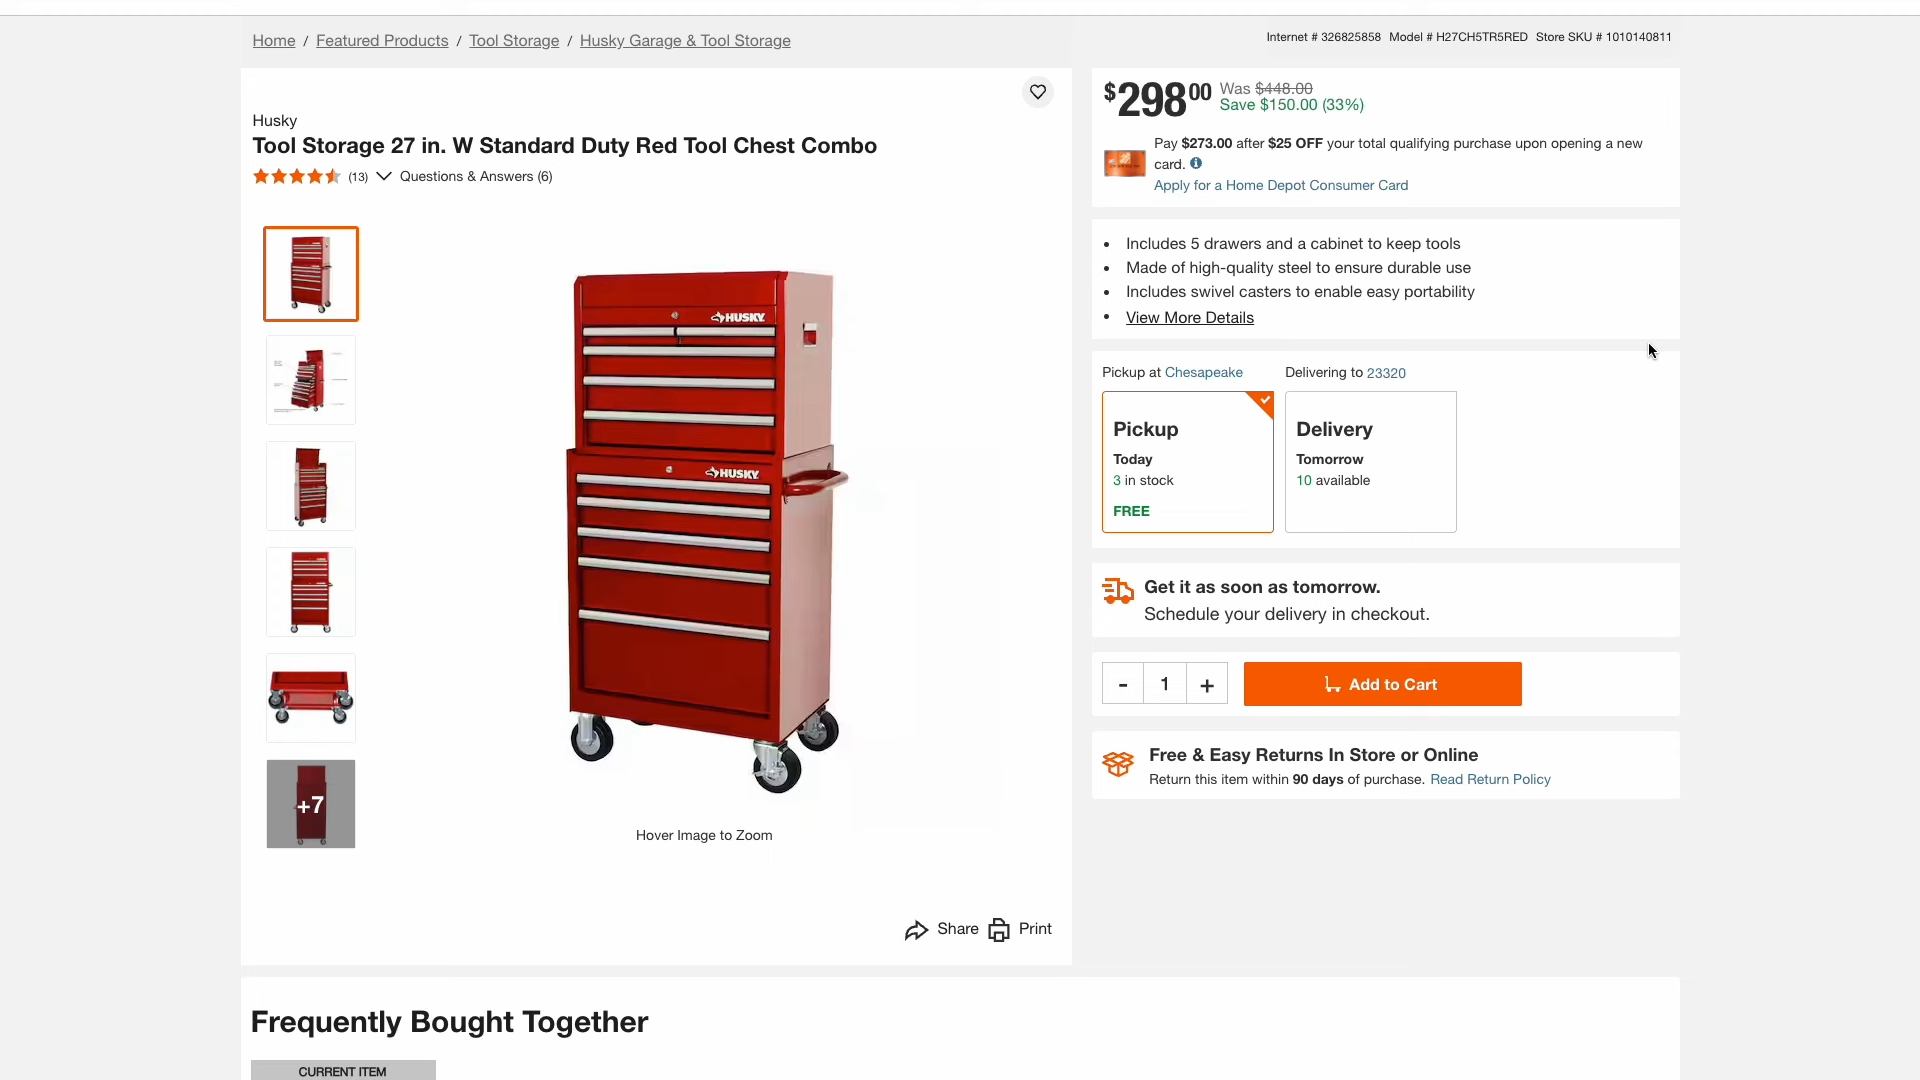 Home / Featured Products / Tool Storage / Husky Garage & Tool Storage
Internet # 326825858 Model # H27CH5TR5RED Store SKU # 1010140811
Husky
Tool Storage 27 in. W Standard Duty Red Tool Chest Combo
(13) Questions & Answers (6)
HUSKY
HUSKY
+7
Hover Image to Zoom
Share Print
$298.00 Was $448.00
Save $150.00 (33%)
Pay $273.00 after $25 OFF your total qualifying purchase upon opening a new
card.
Apply for a Home Depot Consumer Card
• Includes 5 drawers and a cabinet to keep tools
• Made of high-quality steel to ensure durable use
• Includes swivel casters to enable easy portability
• View More Details
Pickup at Chesapeake Delivering to 23320
Pickup
Today
3 in stock
FREE
Delivery
Tomorrow
10 available
Get it as soon as tomorrow.
Schedule your delivery in checkout.
- 1 + Add to Cart
Free & Easy Returns In Store or Online
Return this item within 90 days of purchase. Read Return Policy
Frequently Bought Together
CURRENT ITEM